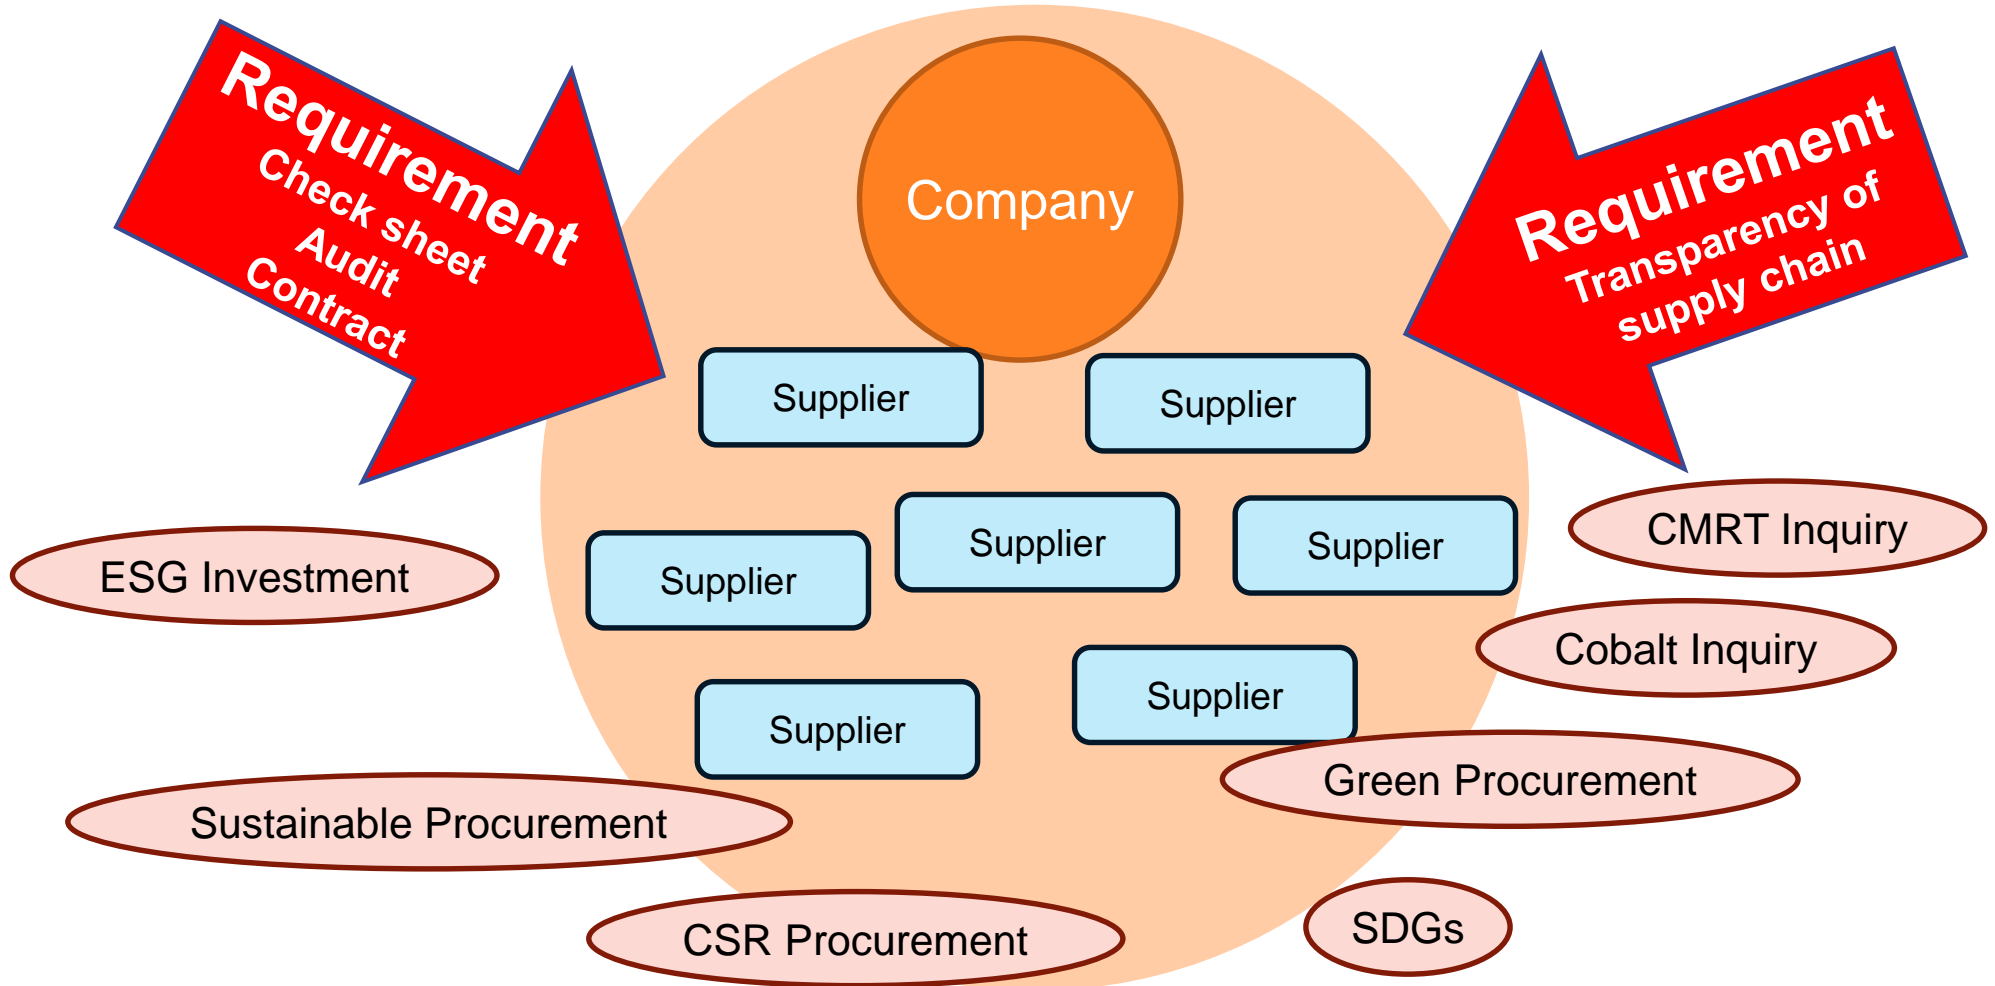 Requirement
Check sheet
Audit
Contract
Company
Requirement
Transparency of
supply chain
Supplier
Supplier
Supplier
Supplier
Supplier
Supplier
Supplier
ESG Investment
CMRT Inquiry
Cobalt Inquiry
Green Procurement
Sustainable Procurement
CSR Procurement
SDGs